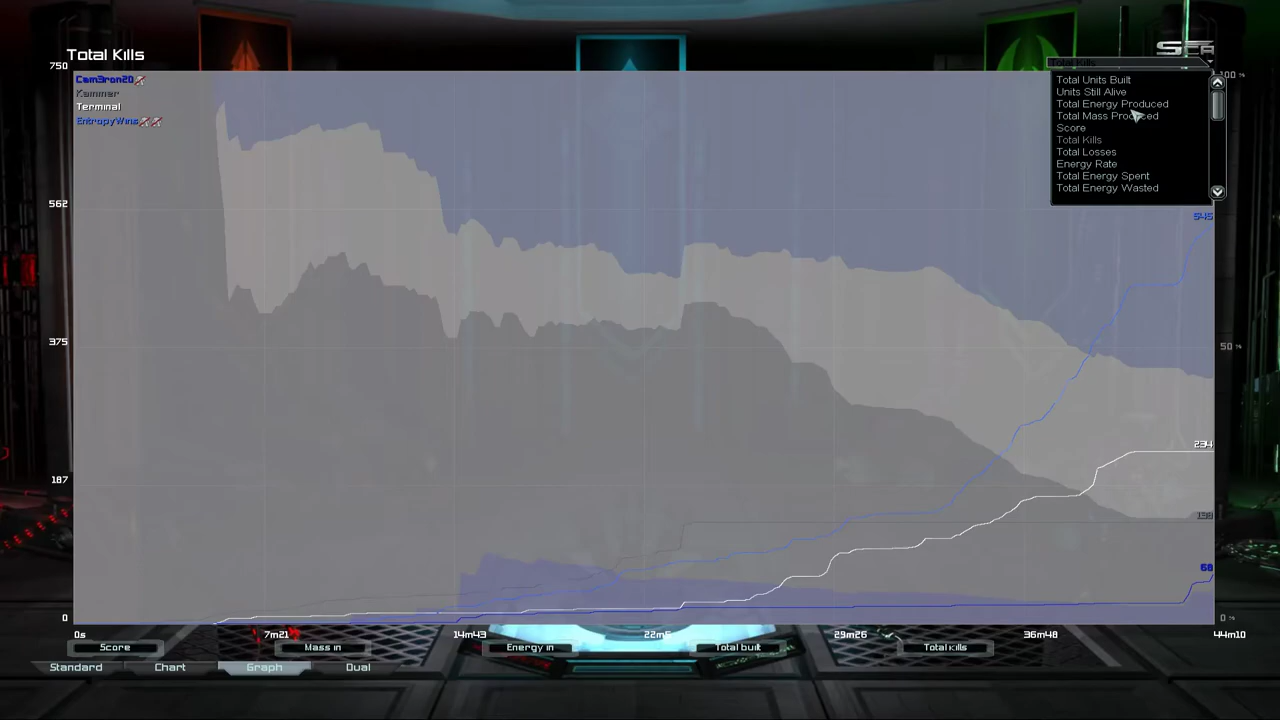 Total Kills
750
Cam3ron20
Kammer
Terminal
EntropyWins
562
375
187
0
Total Kills
Total Units Built
Units Still Alive
Total Energy Produced
Total Mass Produced
Score
Total Kills
Total Losses
Energy Rate
Total Energy Spent
Total Energy Wasted
100 %
50 %
0 %
545
234
68
0s
7m21
14m43
22m5
29m26
36m48
44m10
Score
Mass in
Energy in
Total built
Total kills
Standard
Chart
Graph
Dual